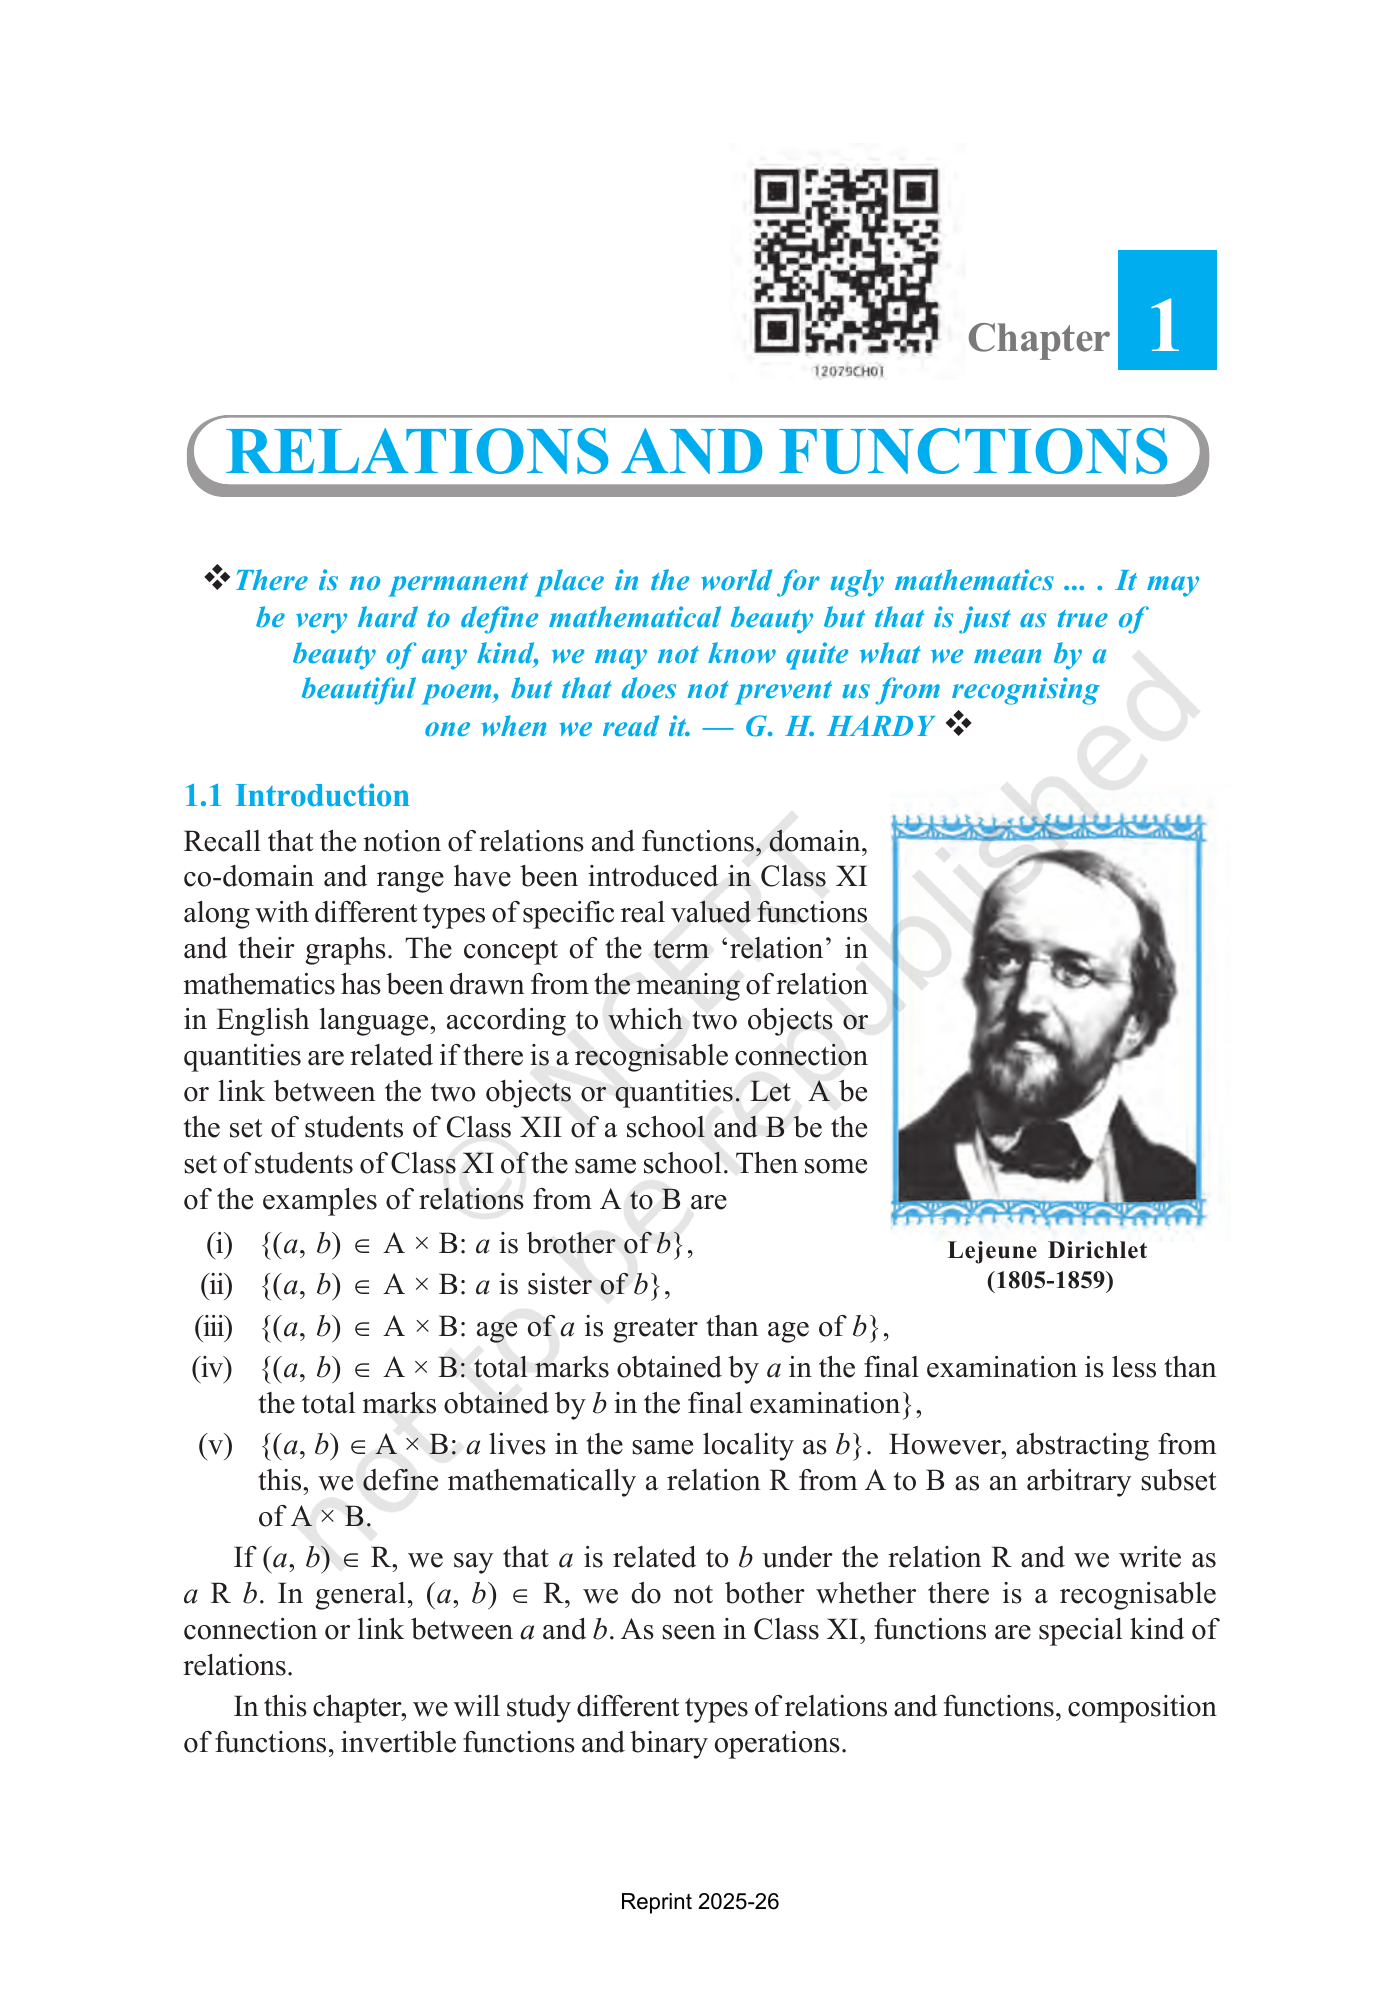 12079CH01
Chapter 1
RELATIONS AND FUNCTIONS
❖There is no permanent place in the world for ugly mathematics ... . It may
be very hard to define mathematical beauty but that is just as true of
beauty of any kind, we may not know quite what we mean by a
beautiful poem, but that does not prevent us from recognising
one when we read it. — G. H. HARDY ❖
1.1 Introduction
Recall that the notion of relations and functions, domain,
co-domain and range have been introduced in Class XI
along with different types of specific real valued functions
and their graphs. The concept of the term ‘relation’ in
mathematics has been drawn from the meaning of relation
in English language, according to which two objects or
quantities are related if there is a recognisable connection
or link between the two objects or quantities. Let A be
the set of students of Class XII of a school and B be the
set of students of Class XI of the same school. Then some
of the examples of relations from A to B are
(i) {(a, b) ∈ A × B: a is brother of b},
(ii) {(a, b) ∈ A × B: a is sister of b},
Lejeune Dirichlet
(1805-1859)
(iii) {(a, b) ∈ A × B: age of a is greater than age of b},
(iv) {(a, b) ∈ A × B: total marks obtained by a in the final examination is less than
the total marks obtained by b in the final examination},
(v) {(a, b) ∈ A × B: a lives in the same locality as b}. However, abstracting from
this, we define mathematically a relation R from A to B as an arbitrary subset
of A × B.
If (a, b) ∈ R, we say that a is related to b under the relation R and we write as
a R b. In general, (a, b) ∈ R, we do not bother whether there is a recognisable
connection or link between a and b. As seen in Class XI, functions are special kind of
relations.
In this chapter, we will study different types of relations and functions, composition
of functions, invertible functions and binary operations.
© NCERT
not to be republished
Reprint 2025-26